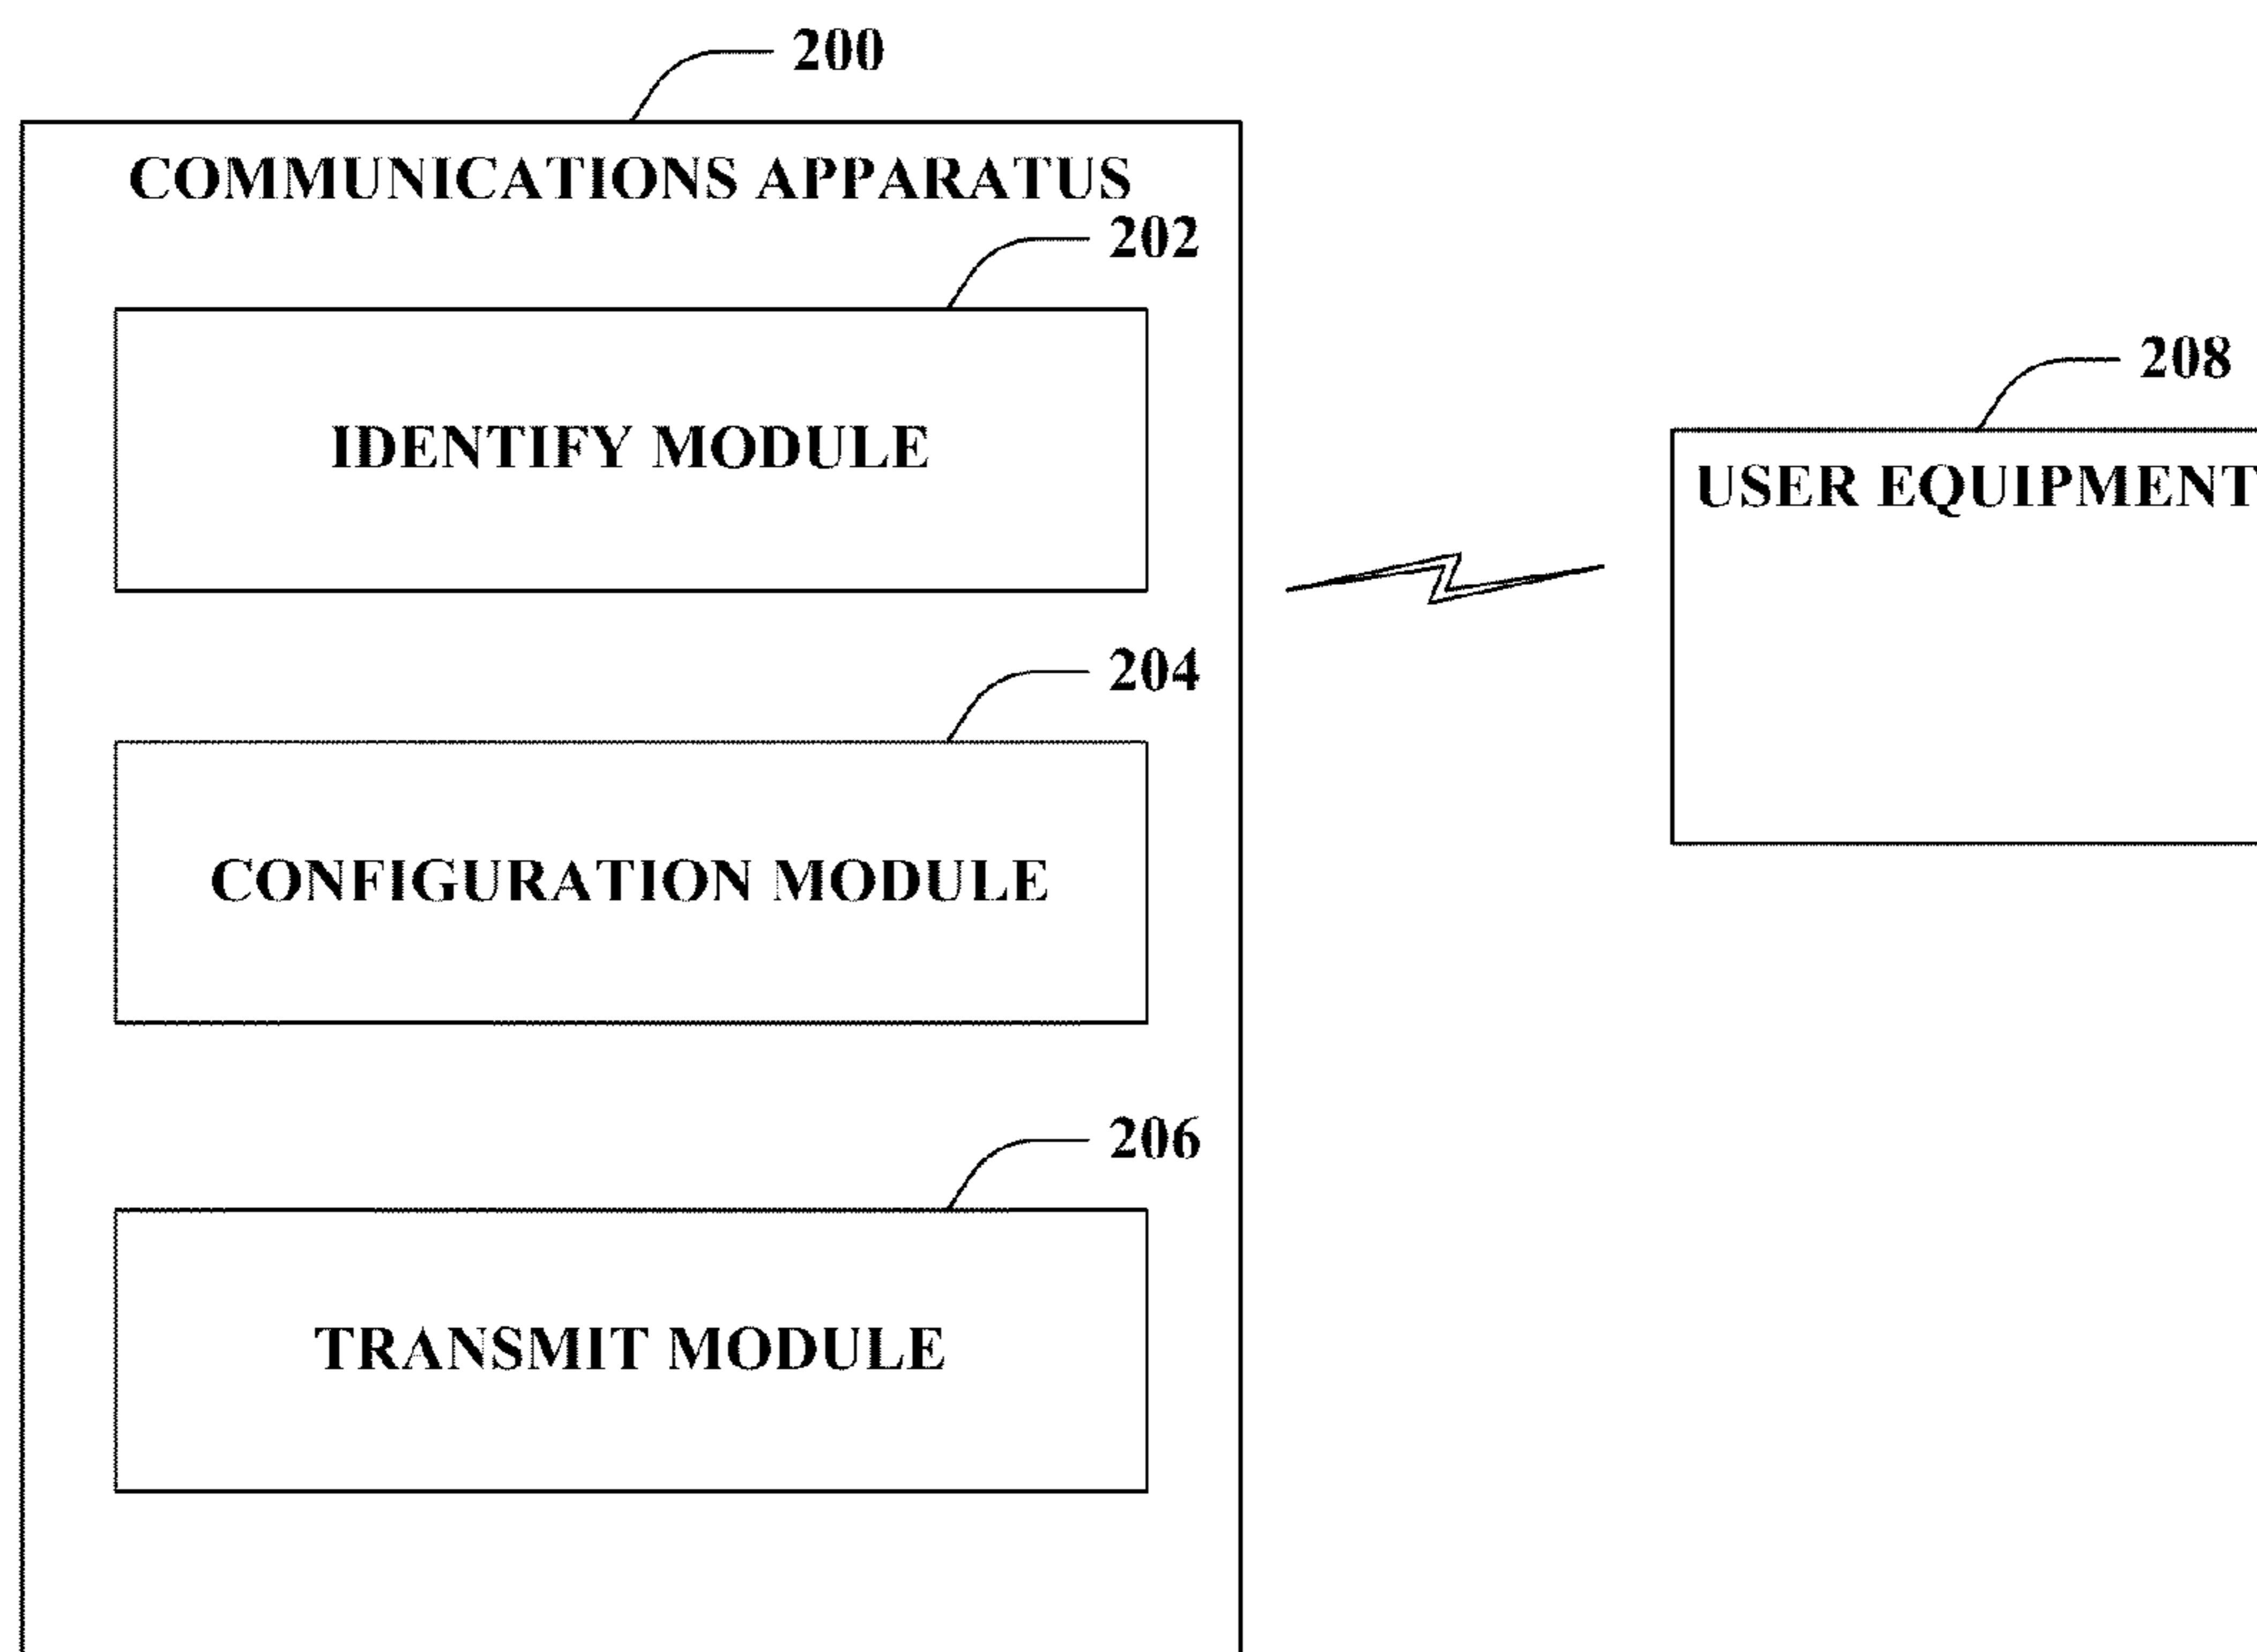 200
COMMUNICATIONS APPARATUS
202
IDENTIFY MODULE
208
USER EQUIPMENT
204
CONFIGURATION MODULE
206
TRANSMIT MODULE